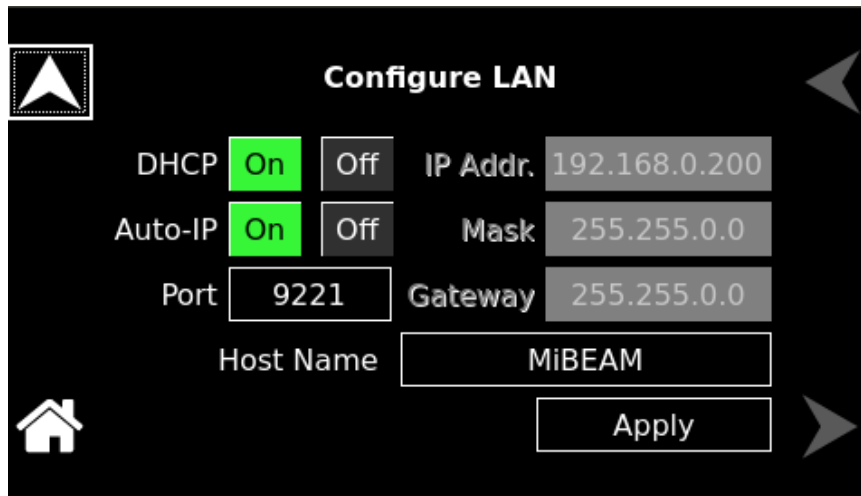 Configure LAN
DHCP On Off IP Addr. 192.168.0.200
Auto-IP On Off Mask 255.255.0.0
Port 9221 Gateway 255.255.0.0
Host Name MiBEAM
Apply